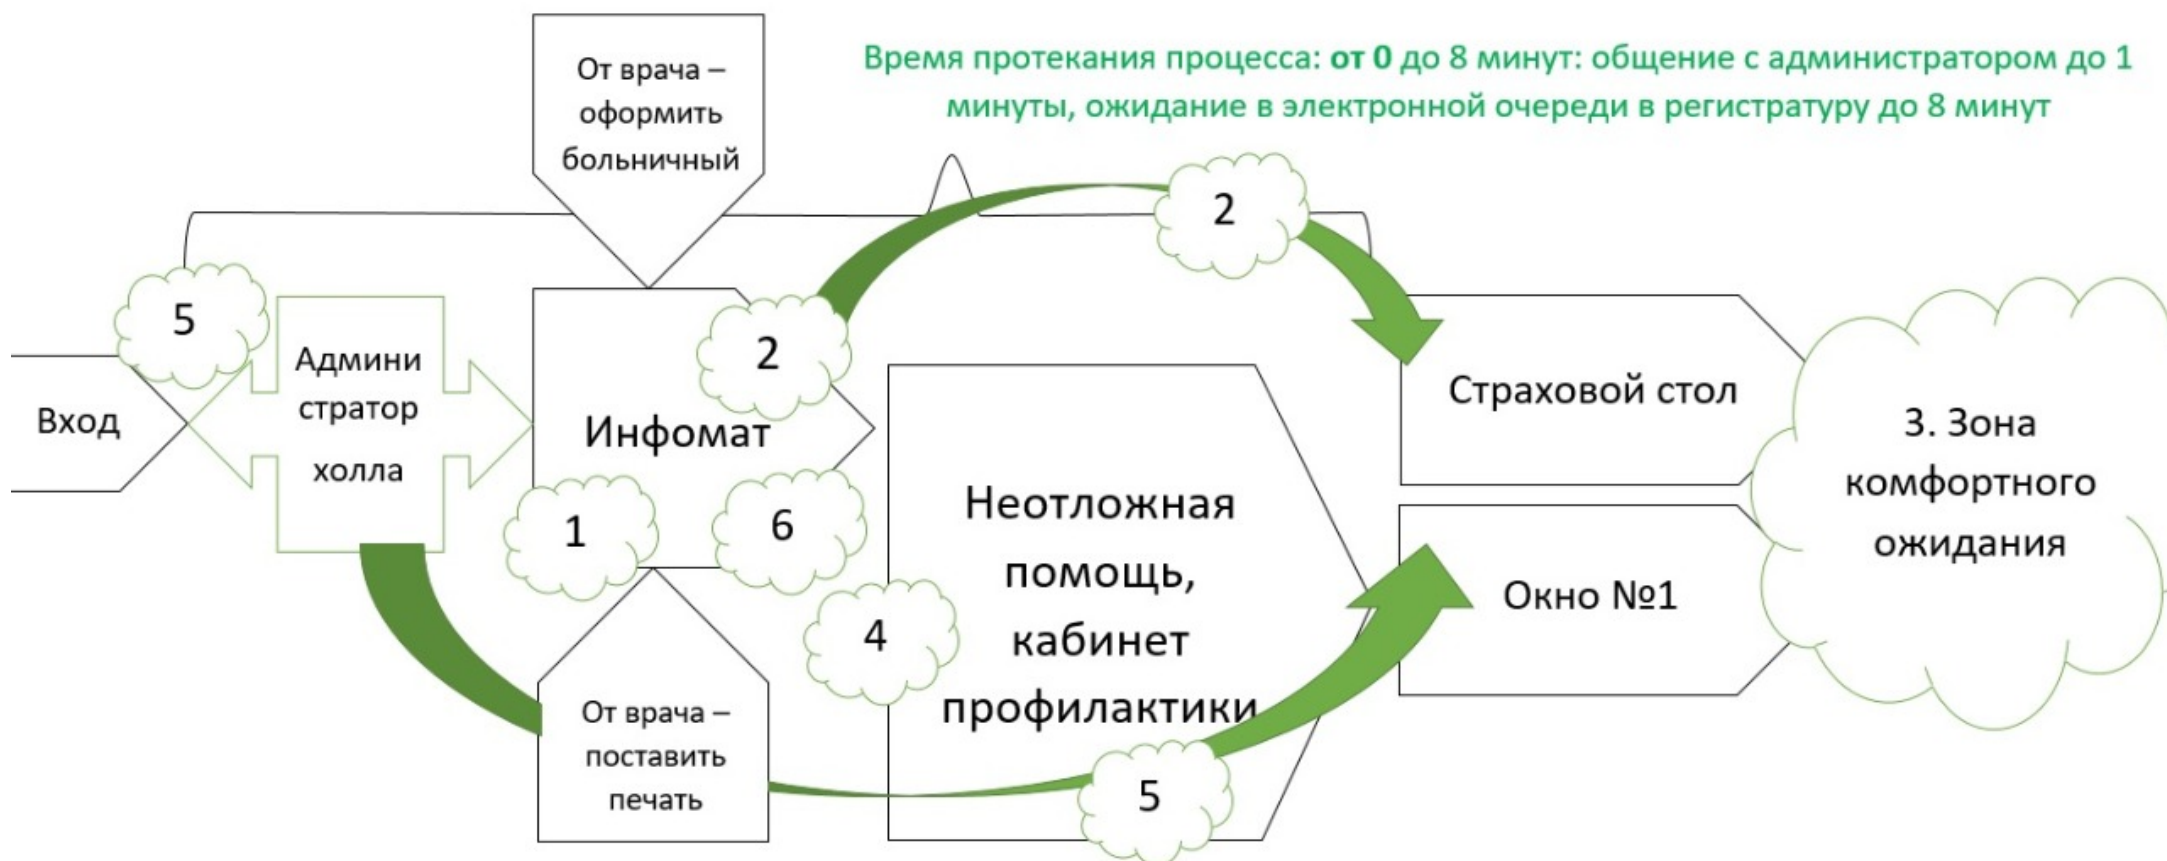 Время протекания процесса: от 0 до 8 минут: общение с администратором до 1
минуты, ожидание в электронной очереди в регистратуру до 8 минут
От врача –
оформить
больничный
2
5
Вход
Админи
стратор
холла
2
Инфомат
1
6
Страховой стол
3. Зона
комфортного
ожидания
Неотложная
помощь,
кабинет
профилактики
4
Окно №1
От врача –
поставить
печать
5